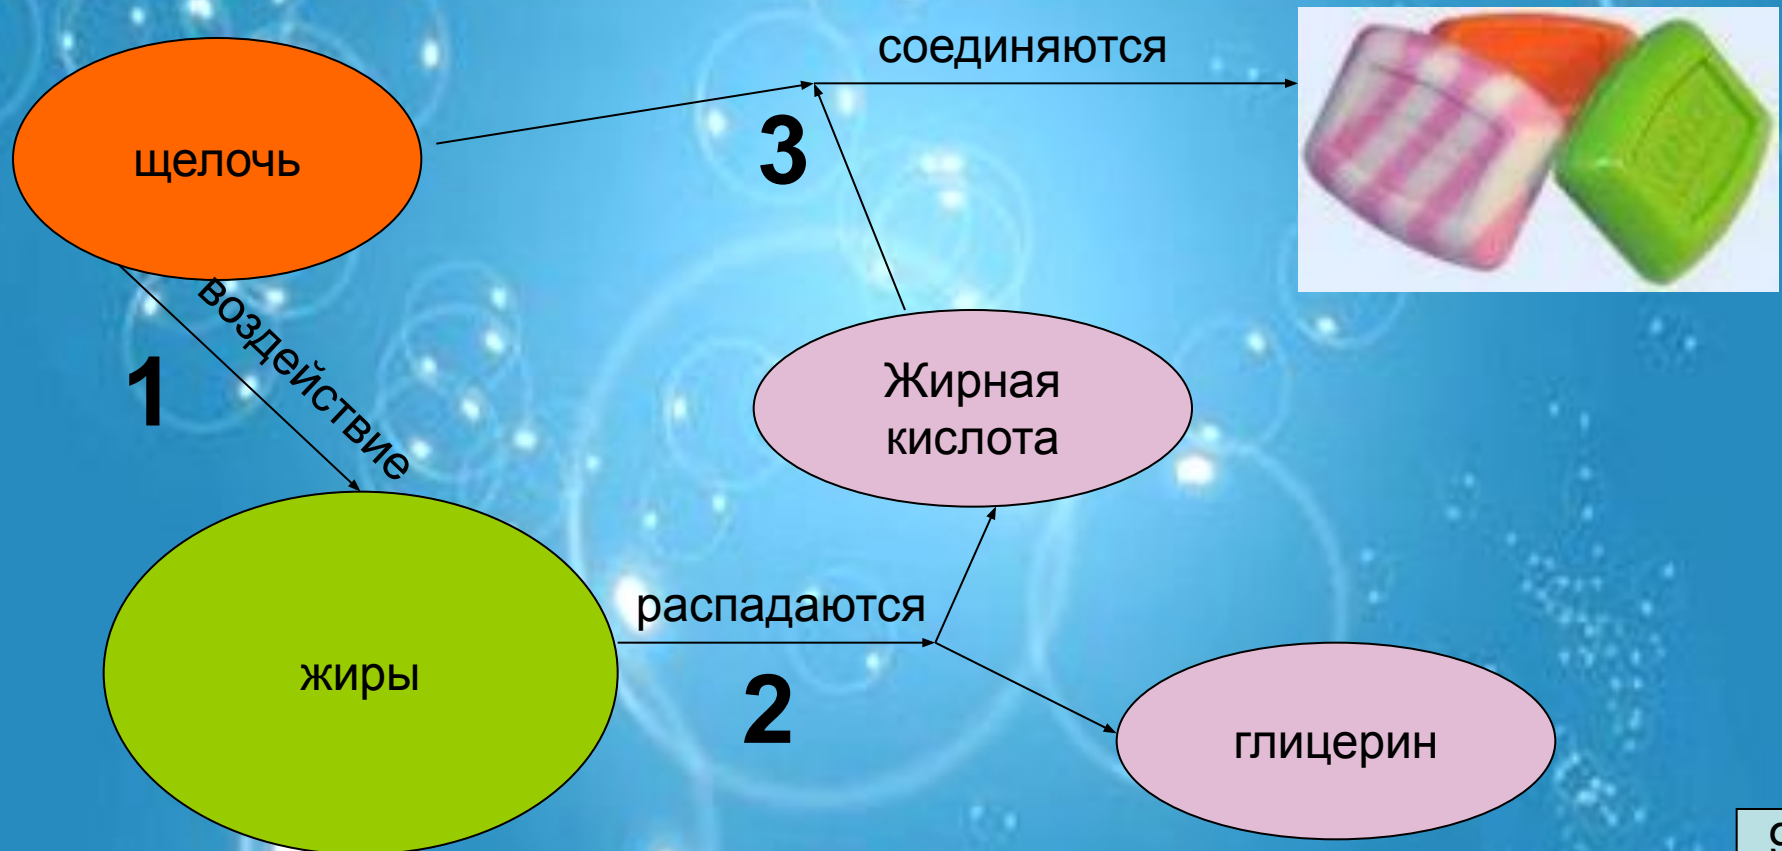 соединяются
щелочь
3
воздействие
1
Жирная
кислота
распадаются
жиры
2
глицерин